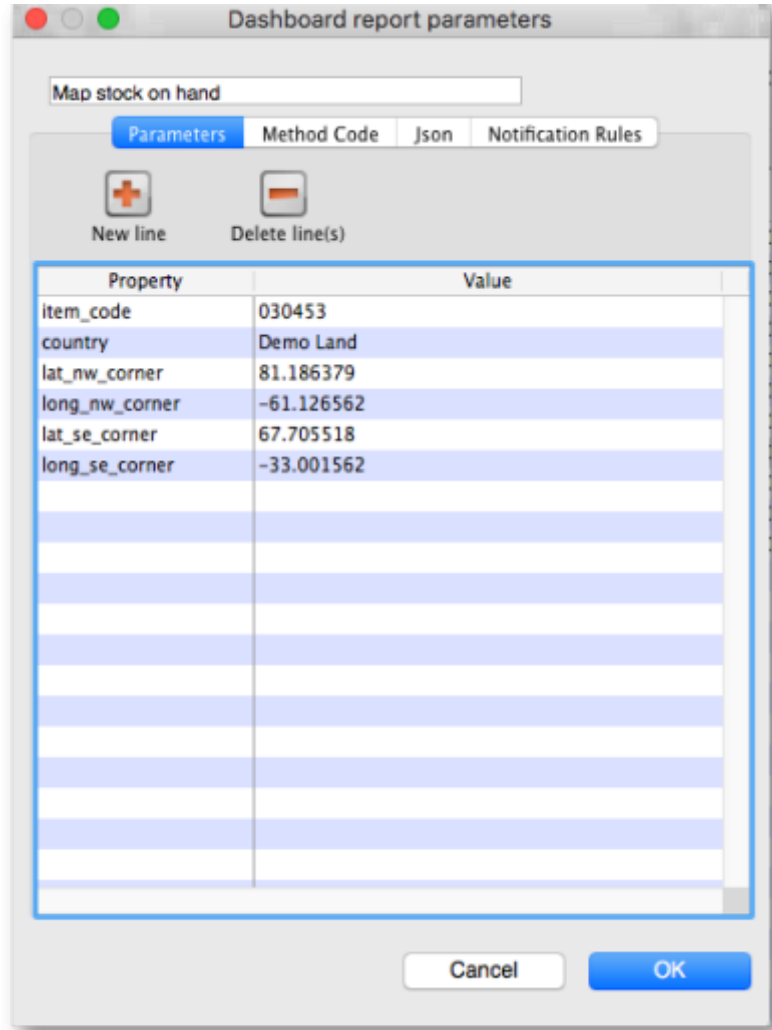 Dashboard report parameters
Map stock on hand
Parameters Method Code Json Notification Rules
New line Delete line(s)
Property Value
item_code 030453
country Demo Land
lat_nw_corner 81.186379
long_nw_corner -61.126562
lat_se_corner 67.705518
long_se_corner -33.001562
Cancel OK